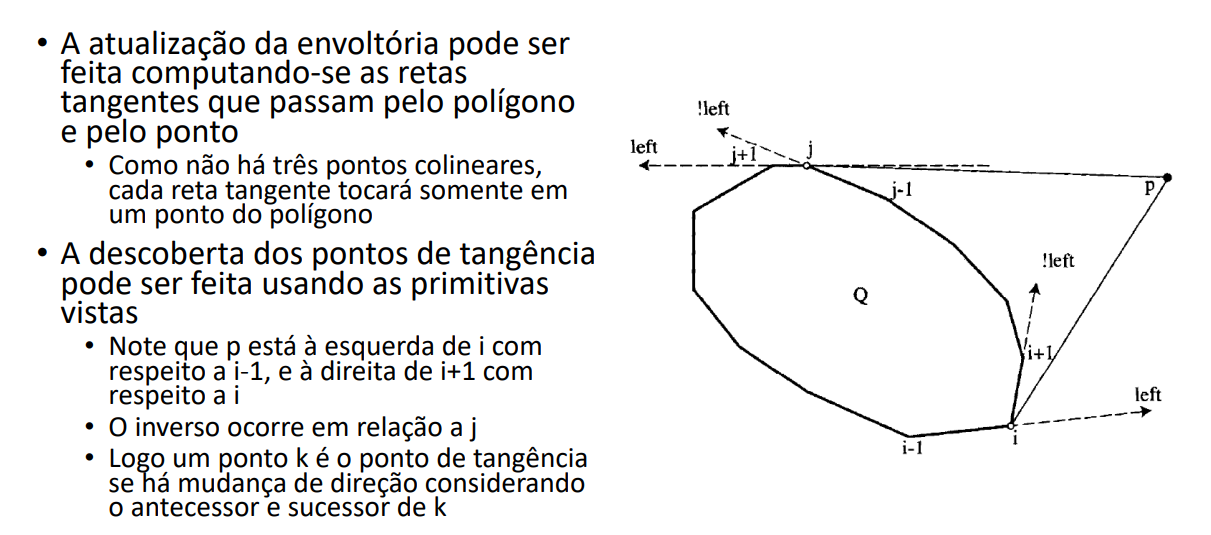 • A atualização da envoltória pode ser
feita computando-se as retas
tangentes que passam pelo polígono
e pelo ponto
• Como não há três pontos colineares,
cada reta tangente tocará somente em
um ponto do polígono
• A descoberta dos pontos de tangência
pode ser feita usando as primitivas
vistas
• Note que p está à esquerda de i com
respeito a i-1, e à direita de i+1 com
respeito a i
• O inverso ocorre em relação a j
• Logo um ponto k é o ponto de tangência
se há mudança de direção considerando
o antecessor e sucessor de k
!left
left
j+1
j
j-1
p
!left
Q
i+1
left
i
i-1